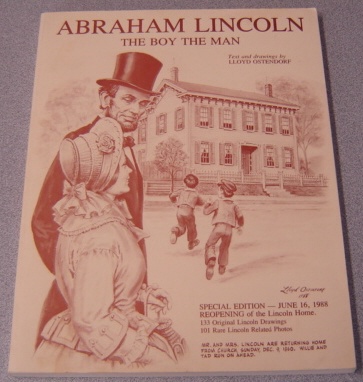 ABRAHAM LINCOLN
THE BOY THE MAN
Text and drawings by
LLOYD OSTENDORF
Lloyd Ostendorf
SPECIAL EDITION — JUNE 16, 1988
REOPENING of the Lincoln Home.
133 Original Lincoln Drawings
101 Rare Lincoln Related Photos.
MR. AND MRS. LINCOLN ARE RETURNING HOME
FROM CHURCH, SUNDAY, DEC. 2, 1860. WILLIE AND
TAD RUN ON AHEAD.